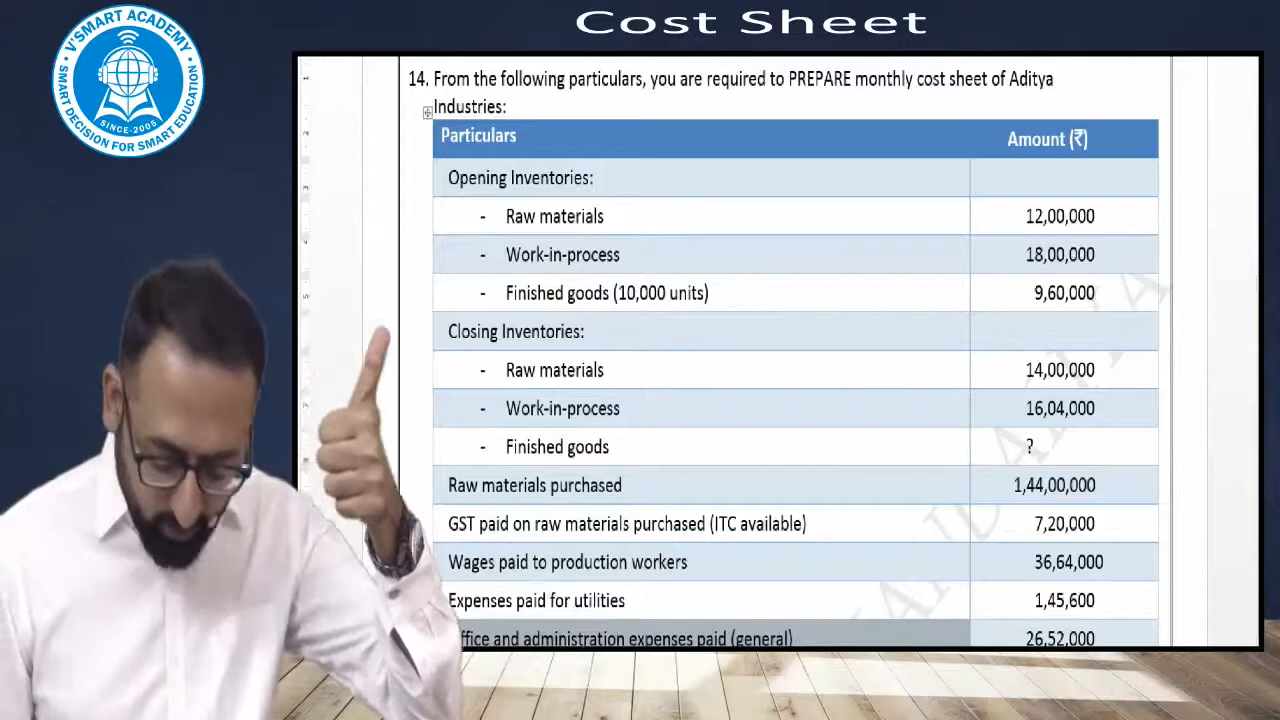 Cost Sheet
V'SMART ACADEMY
SINCE-2005
SMART DECISION FOR SMART EDUCATION
14. From the following particulars, you are required to PREPARE monthly cost sheet of Aditya
Industries:
Particulars Amount (₹)
Opening Inventories:
- Raw materials 12,00,000
- Work-in-process 18,00,000
- Finished goods (10,000 units) 9,60,000
Closing Inventories:
- Raw materials 14,00,000
- Work-in-process 16,04,000
- Finished goods ?
Raw materials purchased 1,44,00,000
GST paid on raw materials purchased (ITC available) 7,20,000
Wages paid to production workers 36,64,000
Expenses paid for utilities 1,45,600
ffice and administration expenses paid (general) 26,52,000